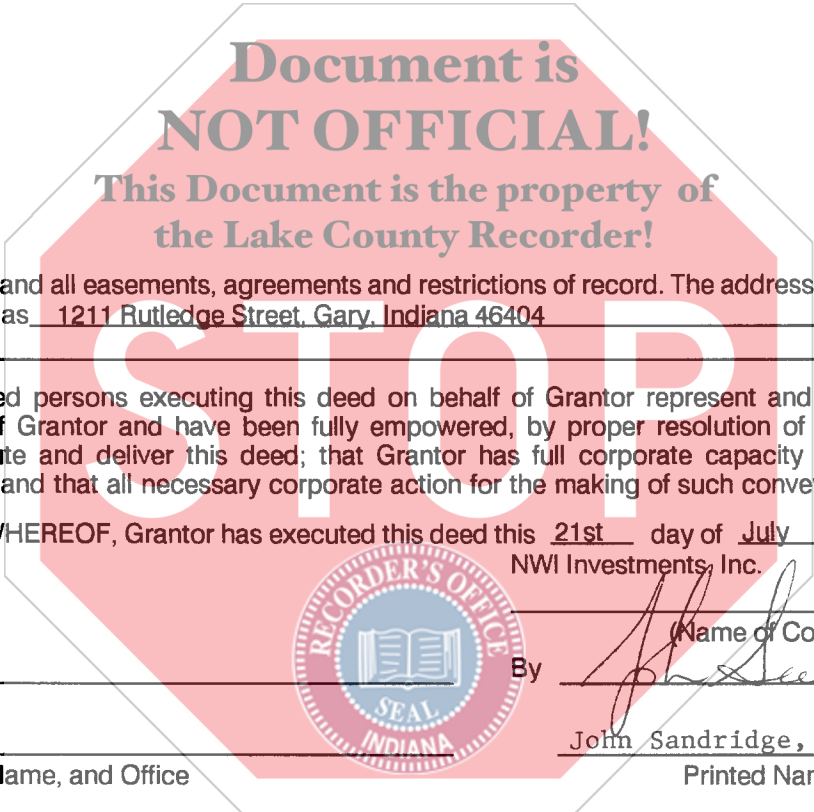 Document is
NOT OFFICIAL!
This Document is the property of
the Lake County Recorder!
and all easements, agreements and restrictions of record. The address
as 1211 Rutledge Street, Gary, Indiana 46404
STOP
ed persons executing this deed on behalf of Grantor represent and
f Grantor and have been fully empowered, by proper resolution of
te and deliver this deed; that Grantor has full corporate capacity
and that all necessary corporate action for the making of such conve
WHEREOF, Grantor has executed this deed this 21st day of July
NWI Investments, Inc.
(Name of Co
By
RECORDER'S OFFICE
SEAL
INDIANA
John Sandridge,
Name, and Office
Printed Nar